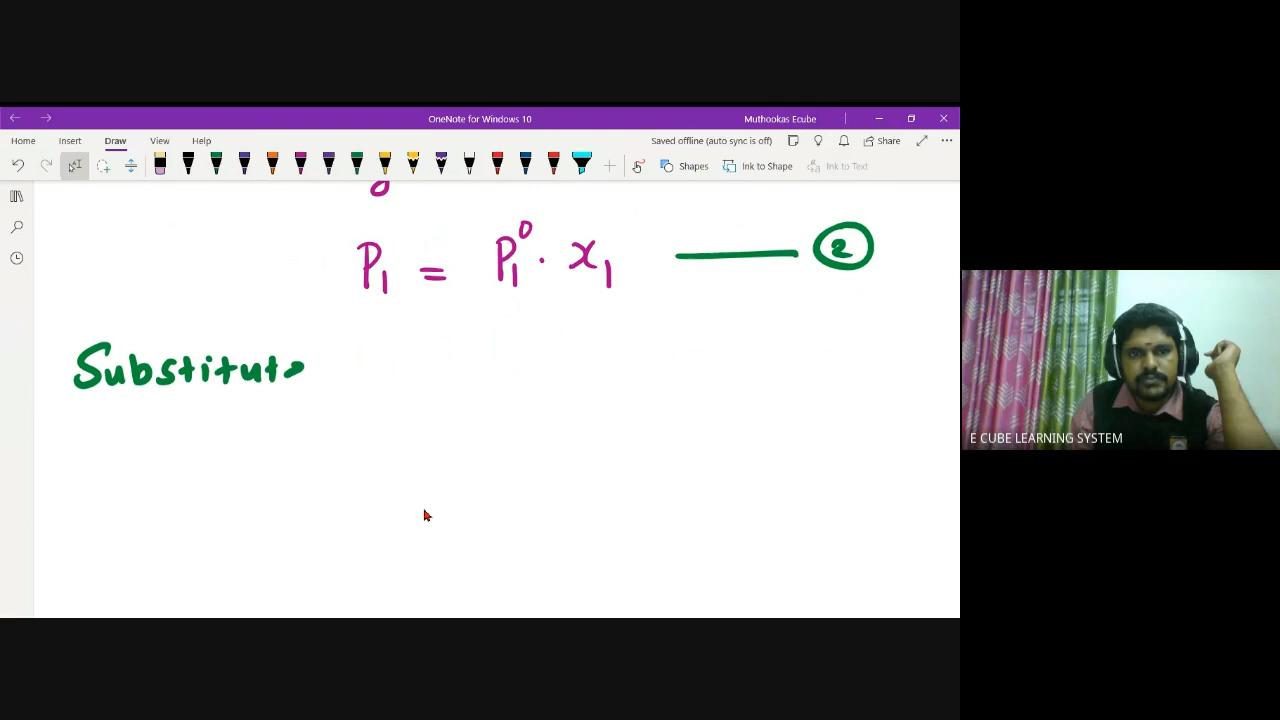 OneNote for Windows 10
Muthookas Ecube
Home Insert Draw View Help
Saved offline (auto sync is off)
Share
Shapes
Ink to Shape
Ink to Text
P₁ = P₁⁰ · x₁ ——— ②
Substitute
E CUBE LEARNING SYSTEM